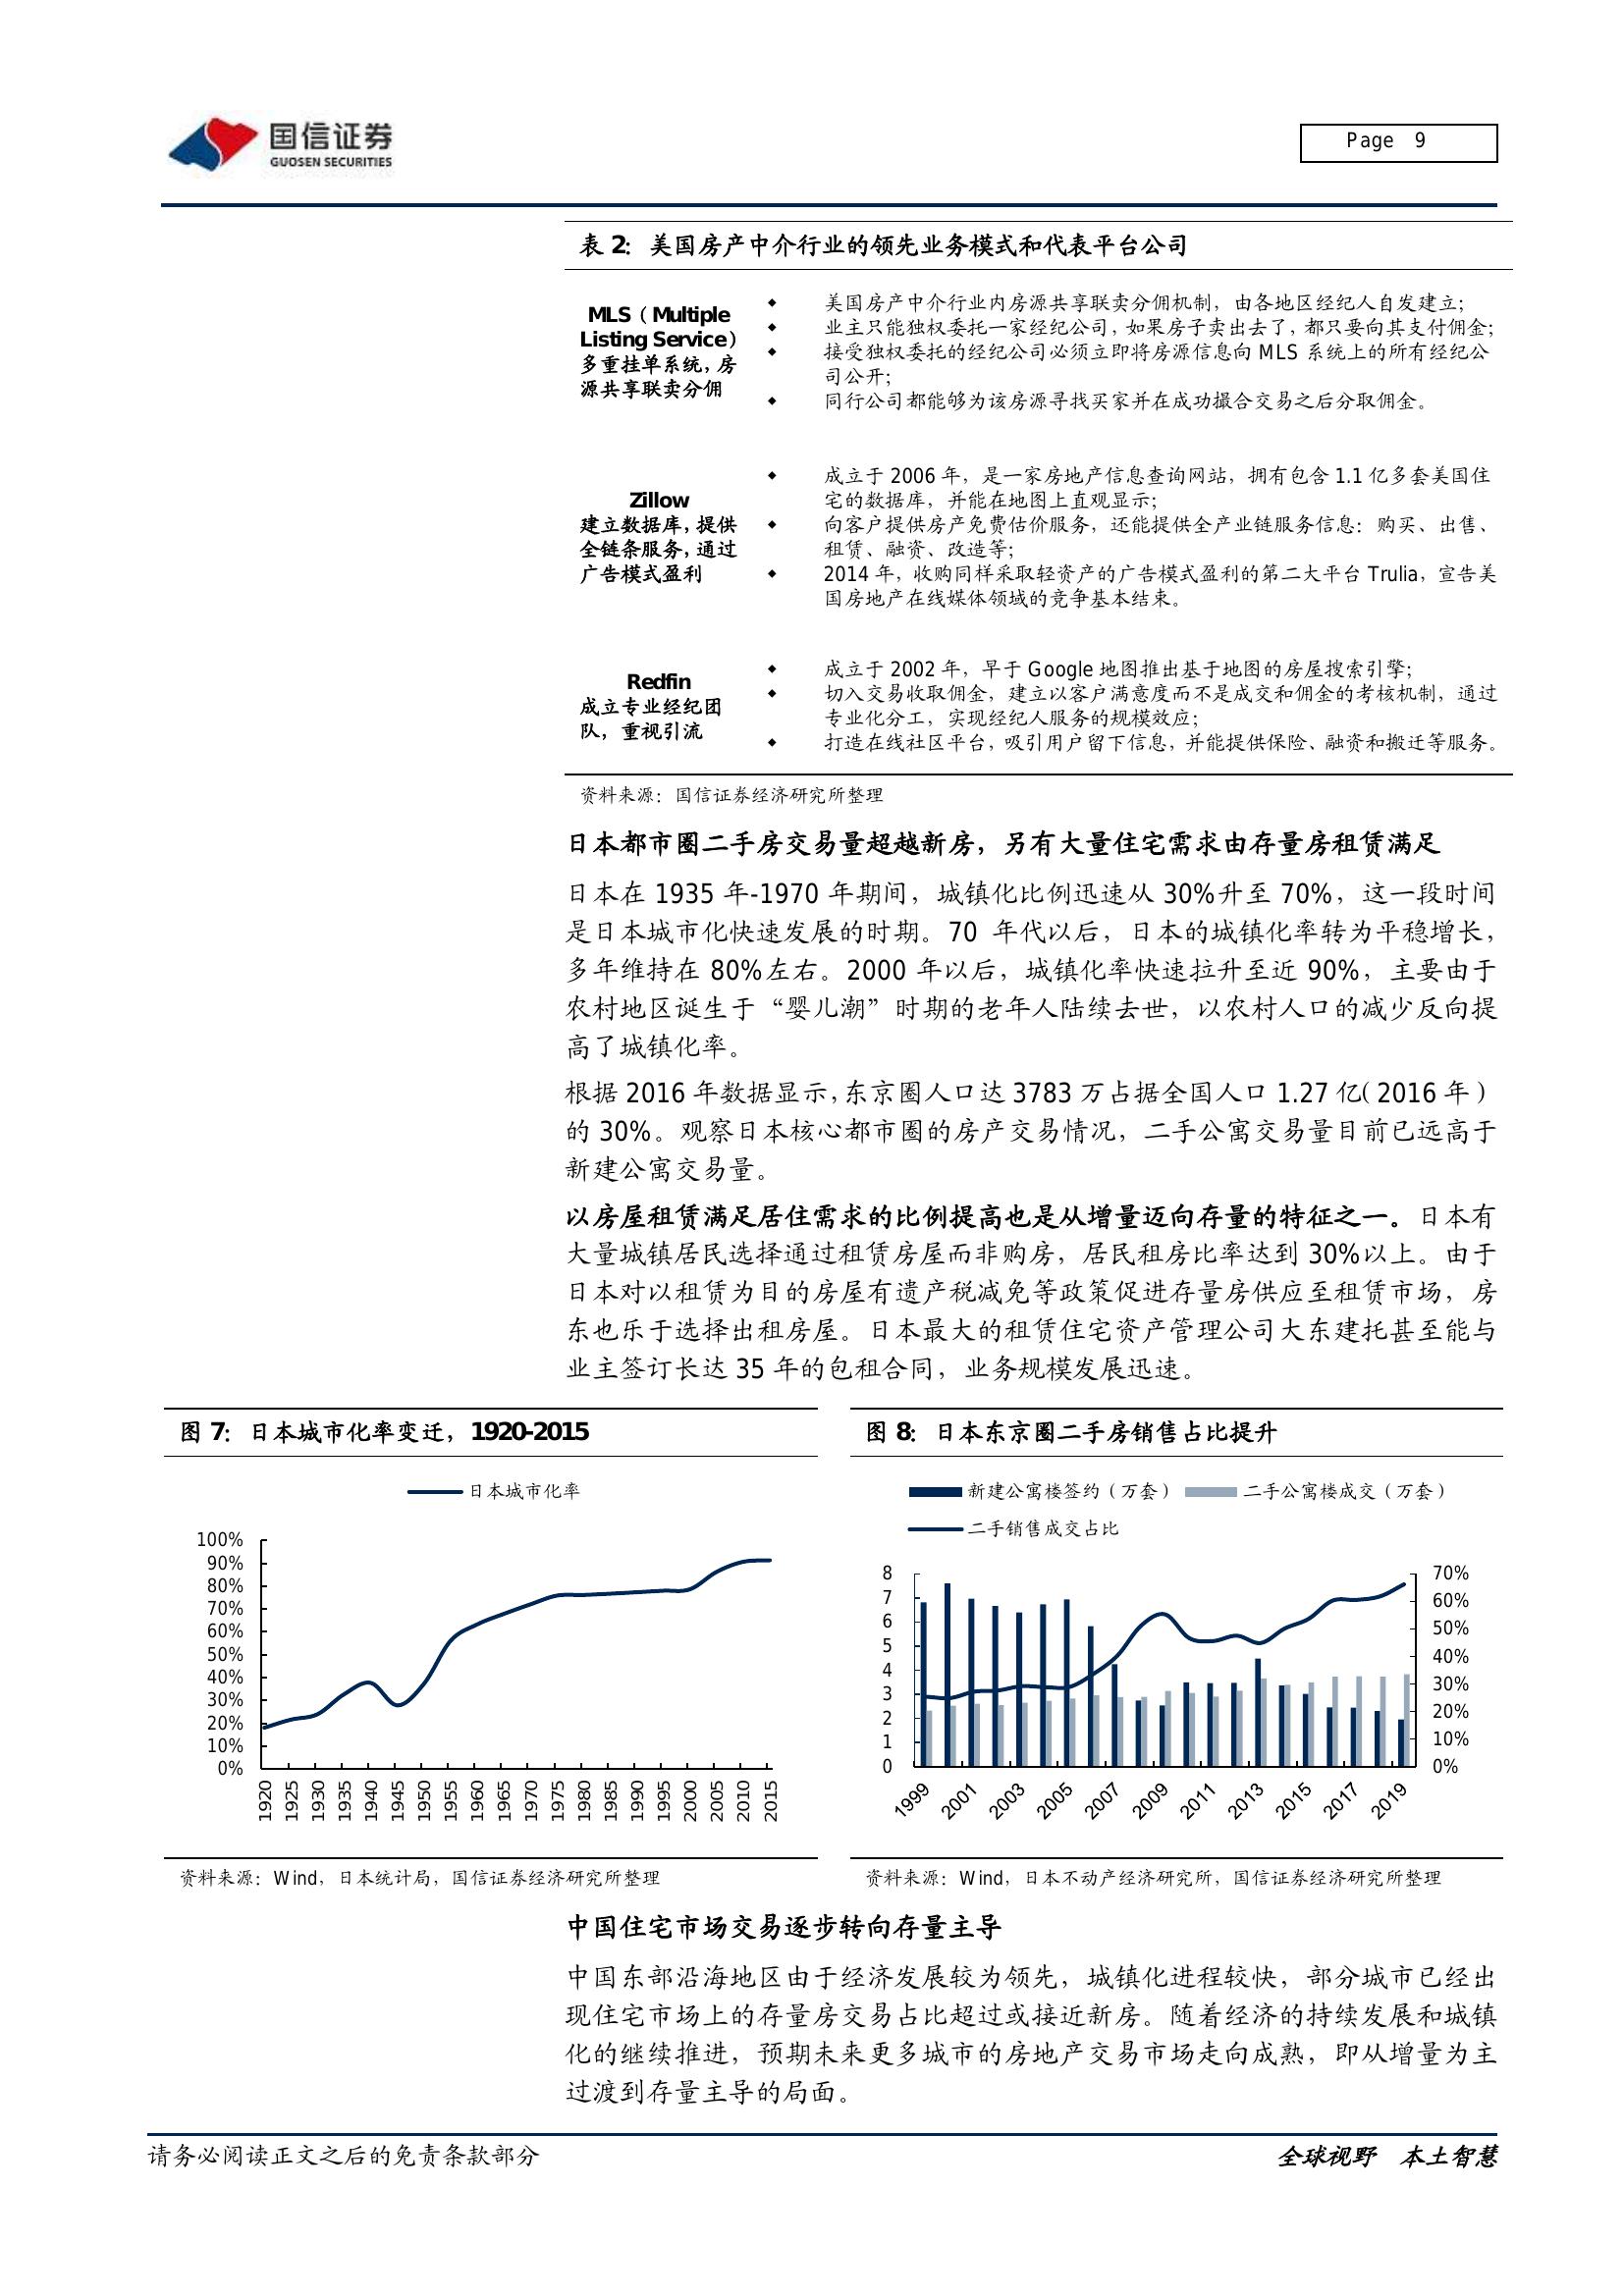 国信证券
GUOSEN SECURITIES
Page 9
表 2：美国房产中介行业的领先业务模式和代表平台公司
MLS（Multiple
Listing Service）
多重挂单系统，房
源共享联卖分佣
◆ 美国房产中介行业内房源共享联卖分佣机制，由各地区经纪人自发建立；
◆ 业主只能独权委托一家经纪公司，如果房子卖出去了，都只要向其支付佣金；
◆ 接受独权委托的经纪公司必须立即将房源信息向 MLS 系统上的所有经纪公
司公开；
◆ 同行公司都能够为该房源寻找买家并在成功撮合交易之后分取佣金。
Zillow
建立数据库，提供
全链条服务，通过
广告模式盈利
◆ 成立于 2006 年，是一家房地产信息查询网站，拥有包含 1.1 亿多套美国住
宅的数据库，并能在地图上直观显示；
◆ 向客户提供房产免费估价服务，还能提供全产业链服务信息：购买、出售、
租赁、融资、改造等；
◆ 2014 年，收购同样采取轻资产的广告模式盈利的第二大平台 Trulia，宣告美
国房地产在线媒体领域的竞争基本结束。
Redfin
成立专业经纪团
队，重视引流
◆ 成立于 2002 年，早于 Google 地图推出基于地图的房屋搜索引擎；
◆ 切入交易收取佣金，建立以客户满意度而不是成交和佣金的考核机制，通过
专业化分工，实现经纪人服务的规模效应；
◆ 打造在线社区平台，吸引用户留下信息，并能提供保险、融资和搬迁等服务。
资料来源：国信证券经济研究所整理
日本都市圈二手房交易量超越新房，另有大量住宅需求由存量房租赁满足
日本在 1935 年-1970 年期间，城镇化比例迅速从 30%升至 70%，这一段时间
是日本城市化快速发展的时期。70 年代以后，日本的城镇化率转为平稳增长，
多年维持在 80%左右。2000 年以后，城镇化率快速拉升至近 90%，主要由于
农村地区诞生于“婴儿潮”时期的老年人陆续去世，以农村人口的减少反向提
高了城镇化率。
根据 2016 年数据显示，东京圈人口达 3783 万占据全国人口 1.27 亿（2016 年）
的 30%。观察日本核心都市圈的房产交易情况，二手公寓交易量目前已远高于
新建公寓交易量。
以房屋租赁满足居住需求的比例提高也是从增量迈向存量的特征之一。日本有
大量城镇居民选择通过租赁房屋而非购房，居民租房比率达到 30%以上。由于
日本对以租赁为目的房屋有遗产税减免等政策促进存量房供应至租赁市场，房
东也乐于选择出租房屋。日本最大的租赁住宅资产管理公司大东建托甚至能与
业主签订长达 35 年的包租合同，业务规模发展迅速。
图 7：日本城市化率变迁，1920-2015
日本城市化率
100%
90%
80%
70%
60%
50%
40%
30%
20%
10%
0%
1920 1925 1930 1935 1940 1945 1950 1955 1960 1965 1970 1975 1980 1985 1990 1995 2000 2005 2010 2015
资料来源：Wind，日本统计局，国信证券经济研究所整理
图 8：日本东京圈二手房销售占比提升
新建公寓楼签约（万套） 二手公寓楼成交（万套）
二手销售成交占比
8 70%
7 60%
6 50%
5 40%
4 30%
3 20%
2 10%
1 0%
0
1999 2001 2003 2005 2007 2009 2011 2013 2015 2017 2019
资料来源：Wind，日本不动产经济研究所，国信证券经济研究所整理
中国住宅市场交易逐步转向存量主导
中国东部沿海地区由于经济发展较为领先，城镇化进程较快，部分城市已经出
现住宅市场上的存量房交易占比超过或接近新房。随着经济的持续发展和城镇
化的继续推进，预期未来更多城市的房地产交易市场走向成熟，即从增量为主
过渡到存量主导的局面。
请务必阅读正文之后的免责条款部分
全球视野 本土智慧